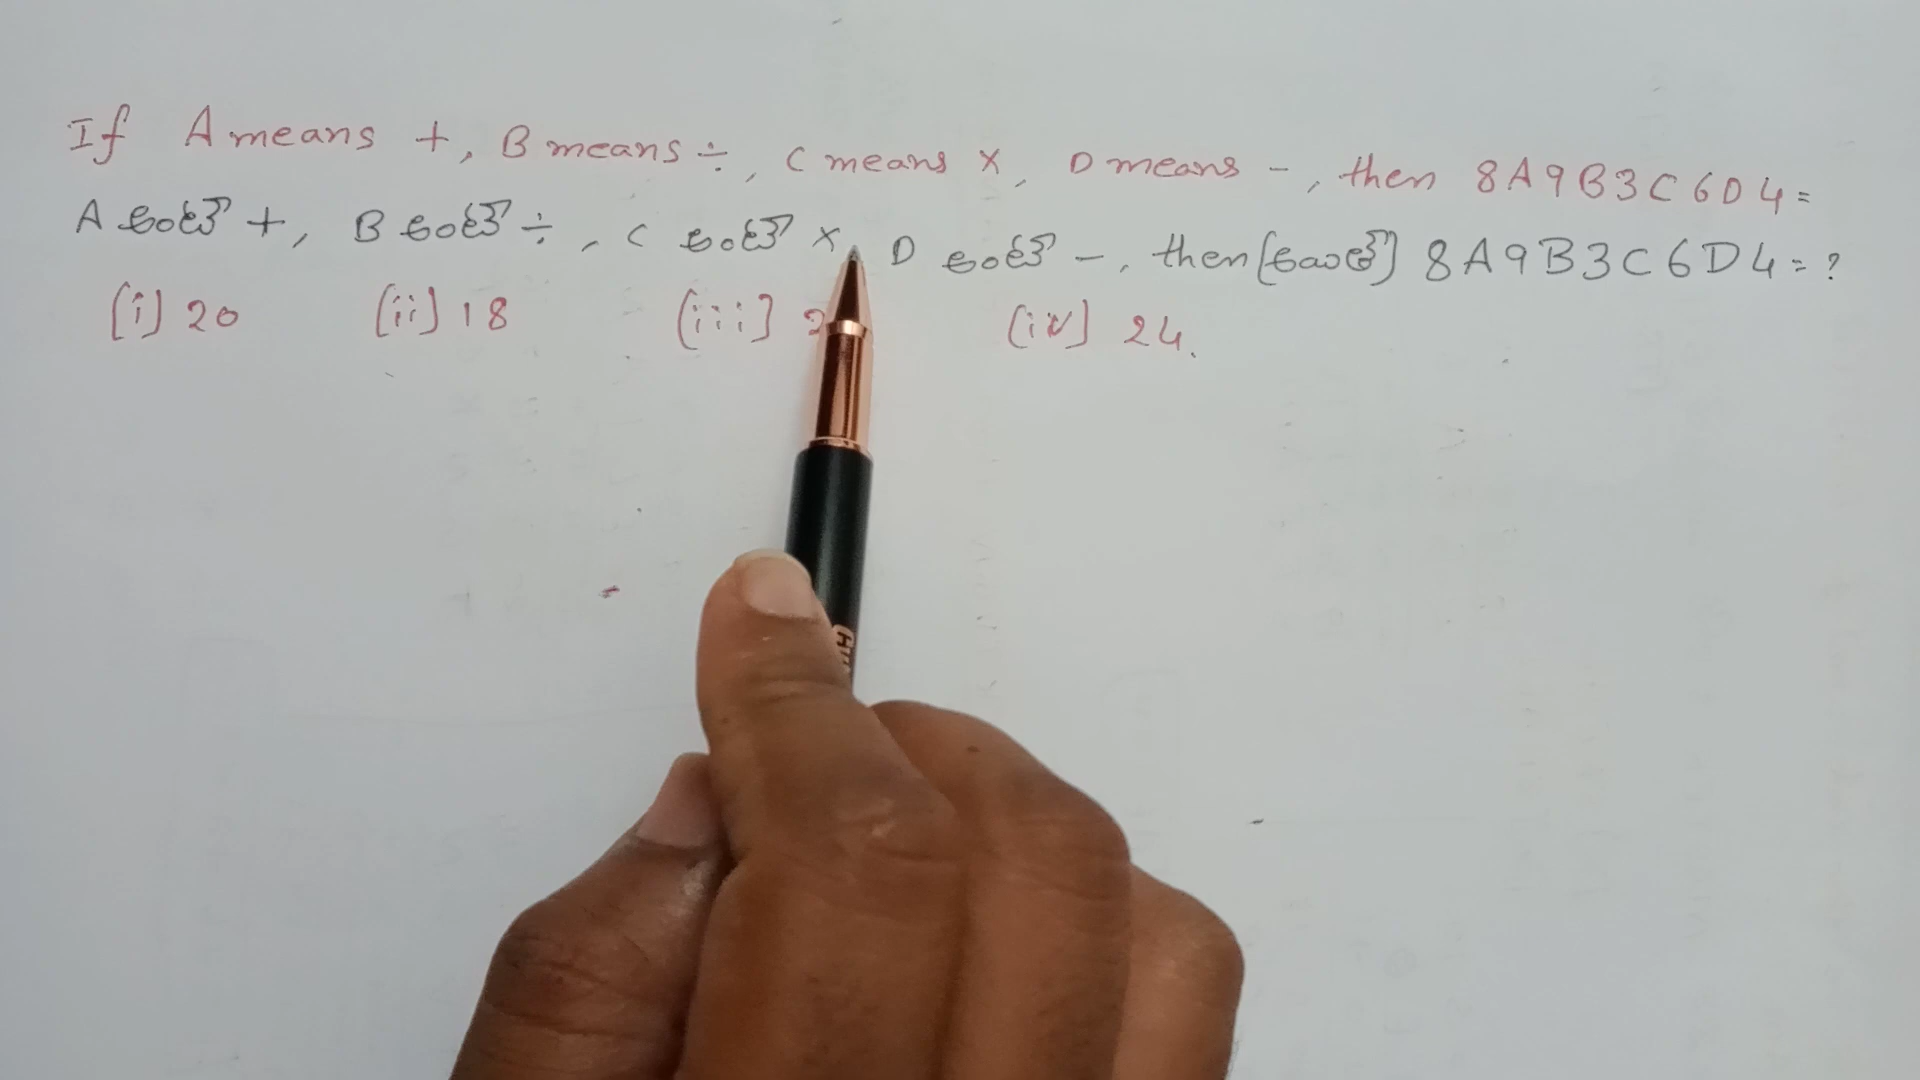 If A means +, B means ÷, C means ×, D means -, then 8A9B3C6D4=
A అంటే +, B అంటే ÷, C అంటే × D అంటే -, then (అయితే) 8A9B3C6D4=?
(i) 20 (ii) 18 (iii) (iv) 24.